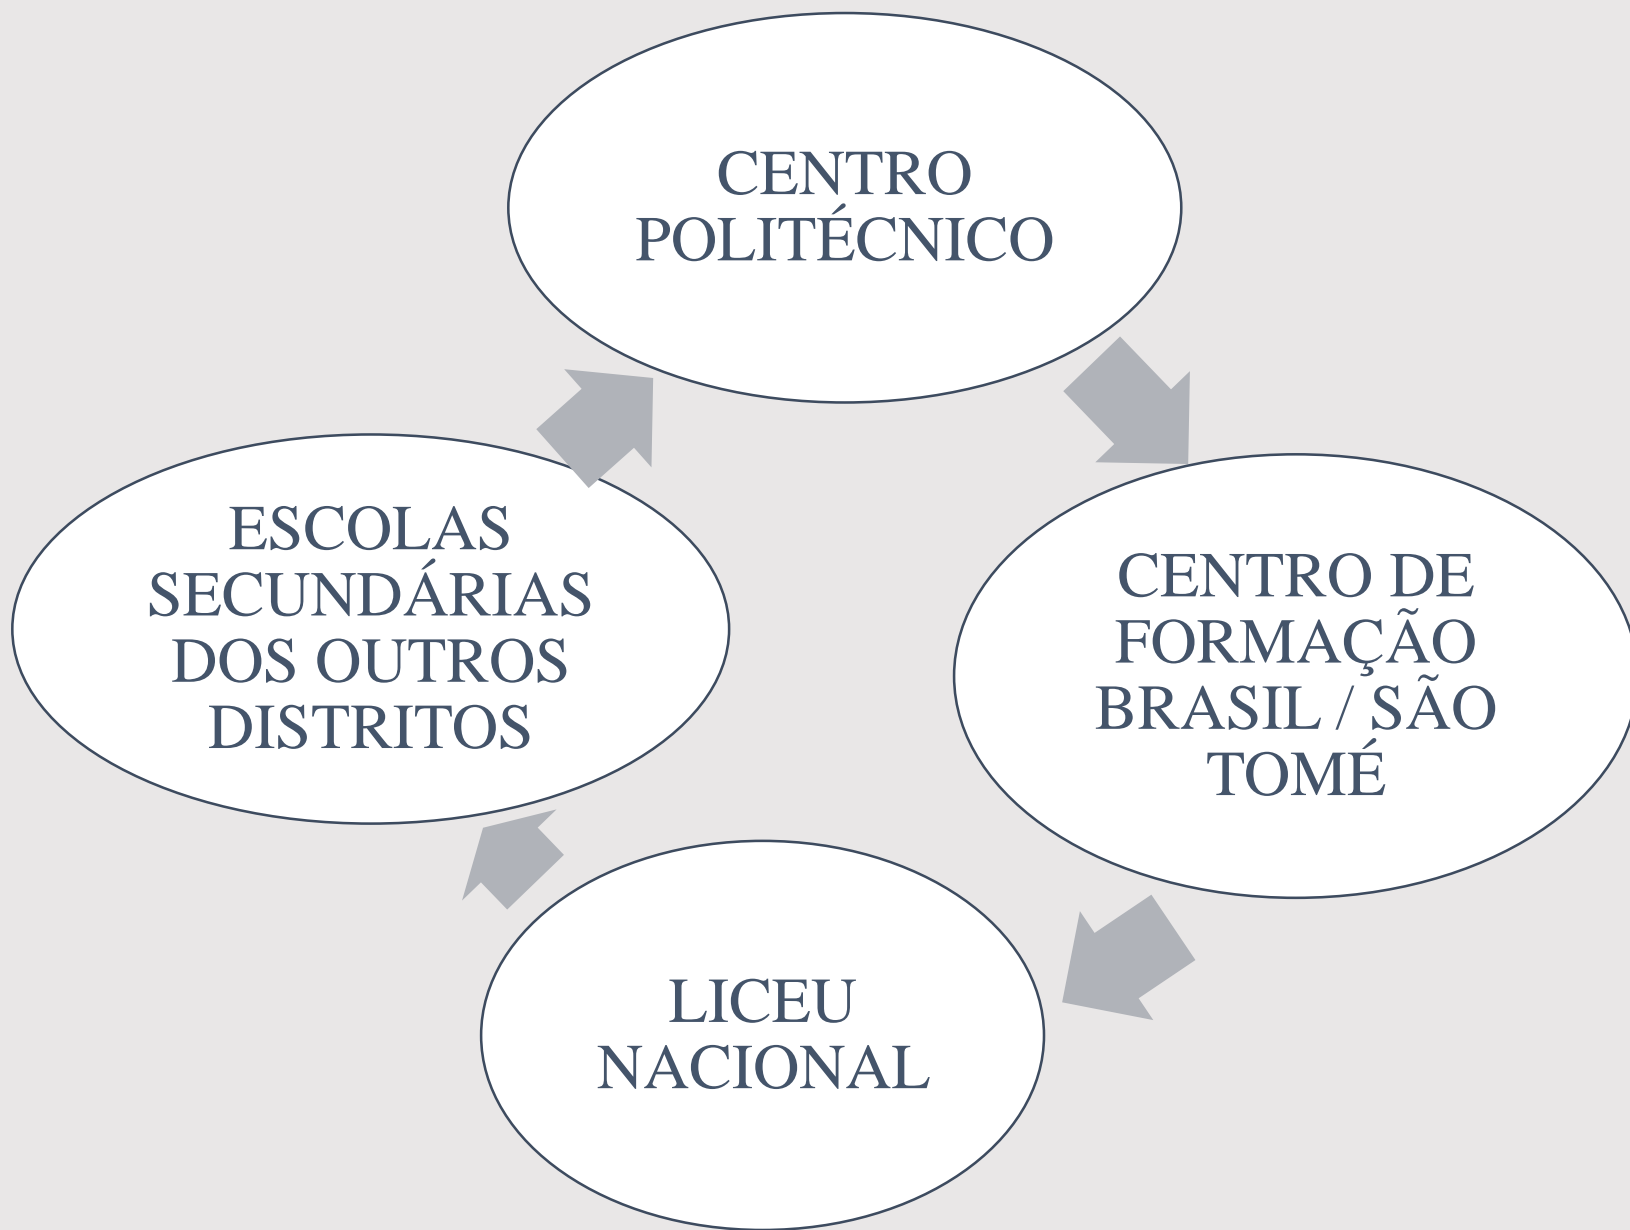 CENTRO
POLITÉCNICO
CENTRO DE
FORMAÇÃO
BRASIL / SÃO
TOMÉ
LICEU
NACIONAL
ESCOLAS
SECUNDÁRIAS
DOS OUTROS
DISTRITOS